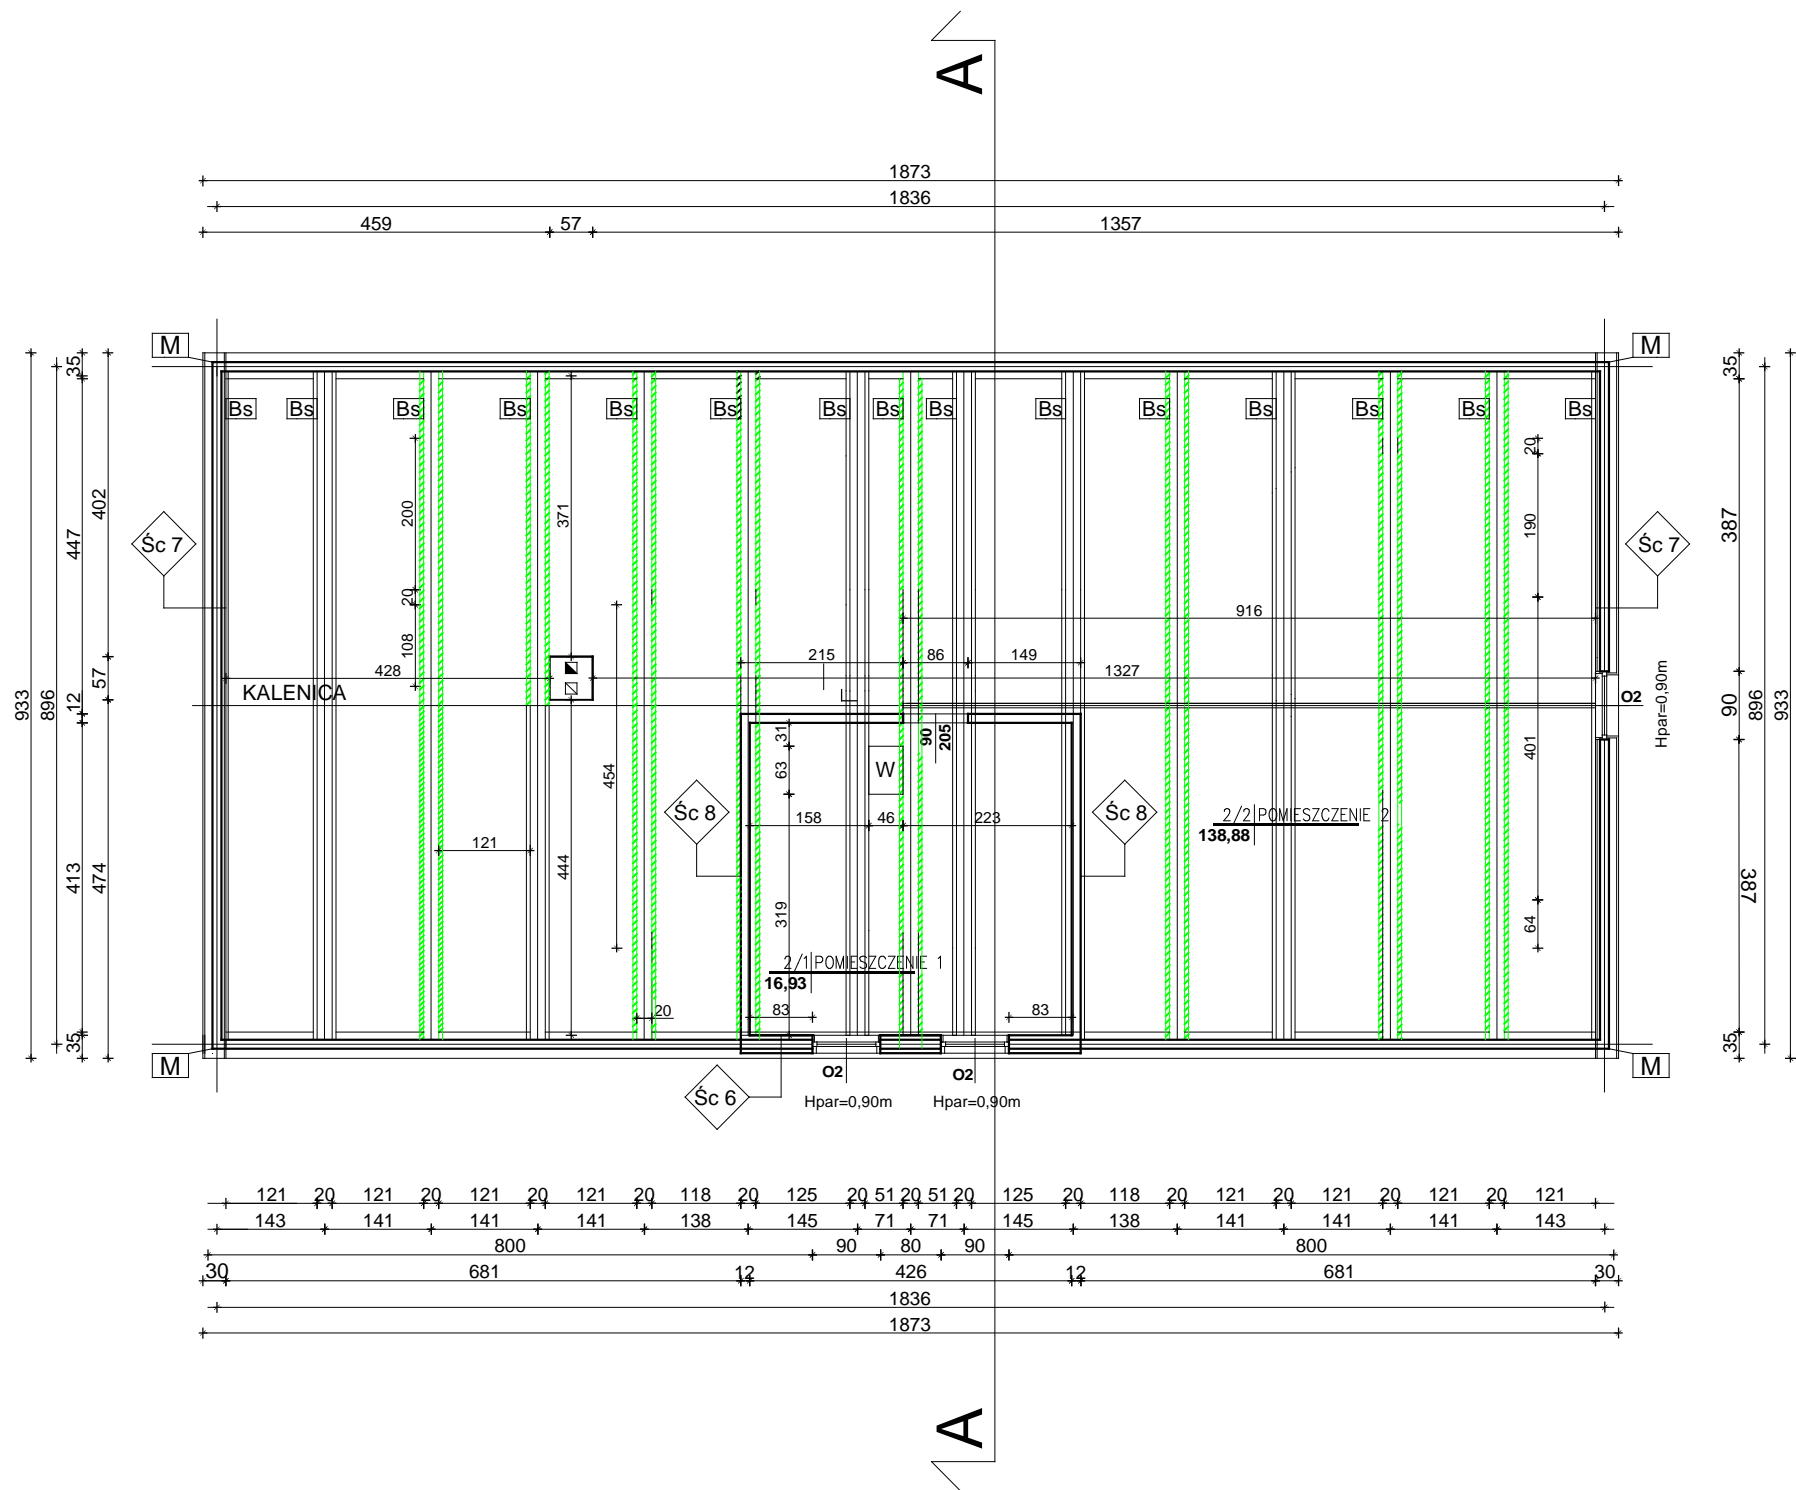 A
1873
1836
459 57 1357
M M
Bs Bs Bs Bs Bs Bs Bs Bs Bs Bs Bs Bs Bs Bs Bs
933
896
35 447 12 413 35
402 57 474
35 387 90 387 35
896
933
Śc 7
Śc 7
200 20 108
371
20 190 401 64
916
215 86 149
428 1327
KALENICA
O2
Hpar=0,90m
31 63 319
90
205
W
454
Śc 8
Śc 8
158 46 223
121
444
2/2 POMIESZCZENIE 2
138,88
2/1 POMIESZCZENIE 1
16,93
20 83 83
M M
O2 O2
Śc 6
Hpar=0,90m Hpar=0,90m
121 20 121 20 121 20 121 20 118 20 125 20 51 20 51 20 125 20 118 20 121 20 121 20 121 20 121
143 141 141 141 138 145 71 71 145 138 141 141 141 143
800 90 80 90 800
30 681 12 426 12 681 30
1836
1873
A